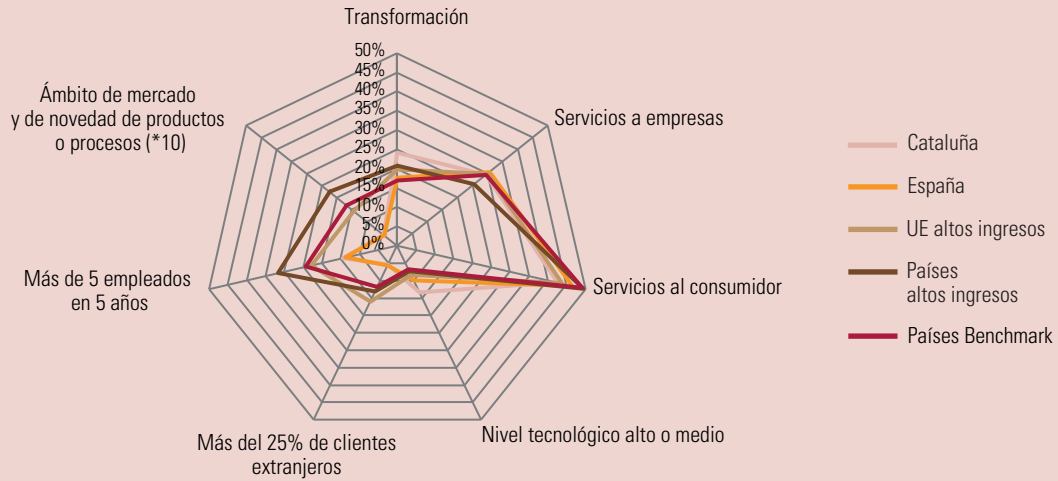 Transformación
50%
45%
40%
35%
30%
25%
20%
15%
10%
5%
0%
Ámbito de mercado
y de novedad de productos
o procesos (*10)
Servicios a empresas
Más de 5 empleados
en 5 años
Servicios al consumidor
Más del 25% de clientes
extranjeros
Nivel tecnológico alto o medio
Cataluña
España
UE altos ingresos
Países
altos ingresos
Países Benchmark